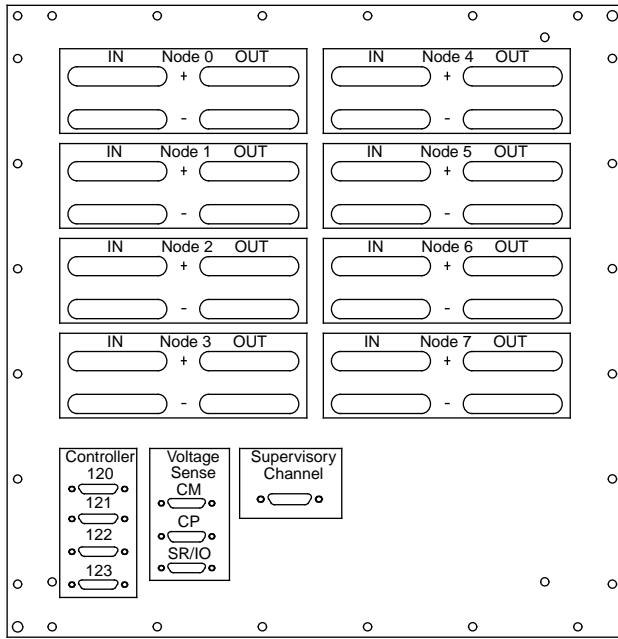 IN Node 0 OUT
+
-
IN Node 4 OUT
+
-
IN Node 1 OUT
+
-
IN Node 5 OUT
+
-
IN Node 2 OUT
+
-
IN Node 6 OUT
+
-
IN Node 3 OUT
+
-
IN Node 7 OUT
+
-
Controller
120
121
122
123
Voltage
Sense
CM
CP
SR/IO
Supervisory
Channel